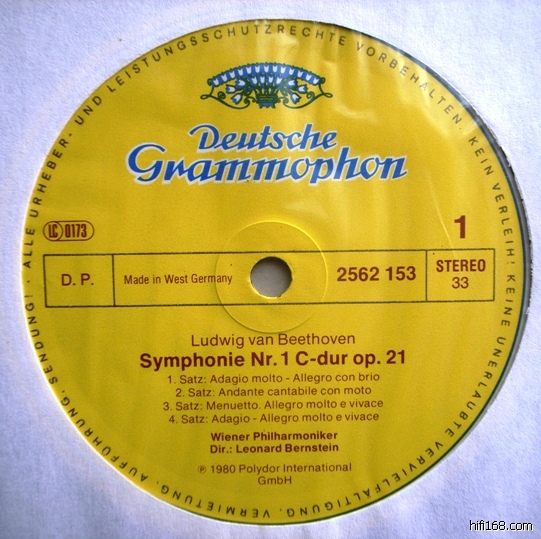 ALLE URHEBER- UND LEISTUNGSSCHUTZRECHTE VORBEHALTEN. KEIN VERLEIH! KEINE UNERLAUBTE VERVIELFÄLTIGUNG, VERMIETUNG, AUFFÜHRUNG, SENDUNG!
Deutsche
Grammophon
LC 0173
1
D. P.
Made in West Germany
2562 153
STEREO
33
Ludwig van Beethoven
Symphonie Nr. 1 C-dur op. 21
1. Satz: Adagio molto - Allegro con brio
2. Satz: Andante cantabile con moto
3. Satz: Menuetto. Allegro molto e vivace
4. Satz: Adagio - Allegro molto e vivace
Wiener Philharmoniker
Dir.: Leonard Bernstein
℗ 1980 Polydor International
GmbH
hifi168.com